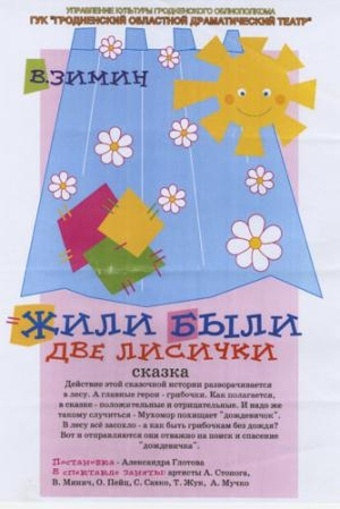 УПРАВЛЕНИЕ КУЛЬТУРЫ ГРОДНЕНСКОГО ОБЛИСПОЛКОМА
ГУК "ГРОДНЕНСКИЙ ОБЛАСТНОЙ ДРАМАТИЧЕСКИЙ ТЕАТР"
В.ЗИМИН
ЖИЛИ БЫЛИ
ДВЕ ЛИСИЧКИ
сказка
Действие этой сказочной истории разворачивается
в лесу. А главные герои - грибочки. Как полагается,
в сказке - положительные и отрицательные. И надо же
такому случиться - Мухомор похищает "дождевичок".
В лесу всё засохло - а как быть грибочкам без дождя?
Вот и отправляются они отважно на поиск и спасение
"дождевичка".
Постановка - Александра Глотова
В спектакле заняты: артисты А. Стонога,
В. Минич, О. Пейц, С. Савко, Т. Жук, А. Мучко